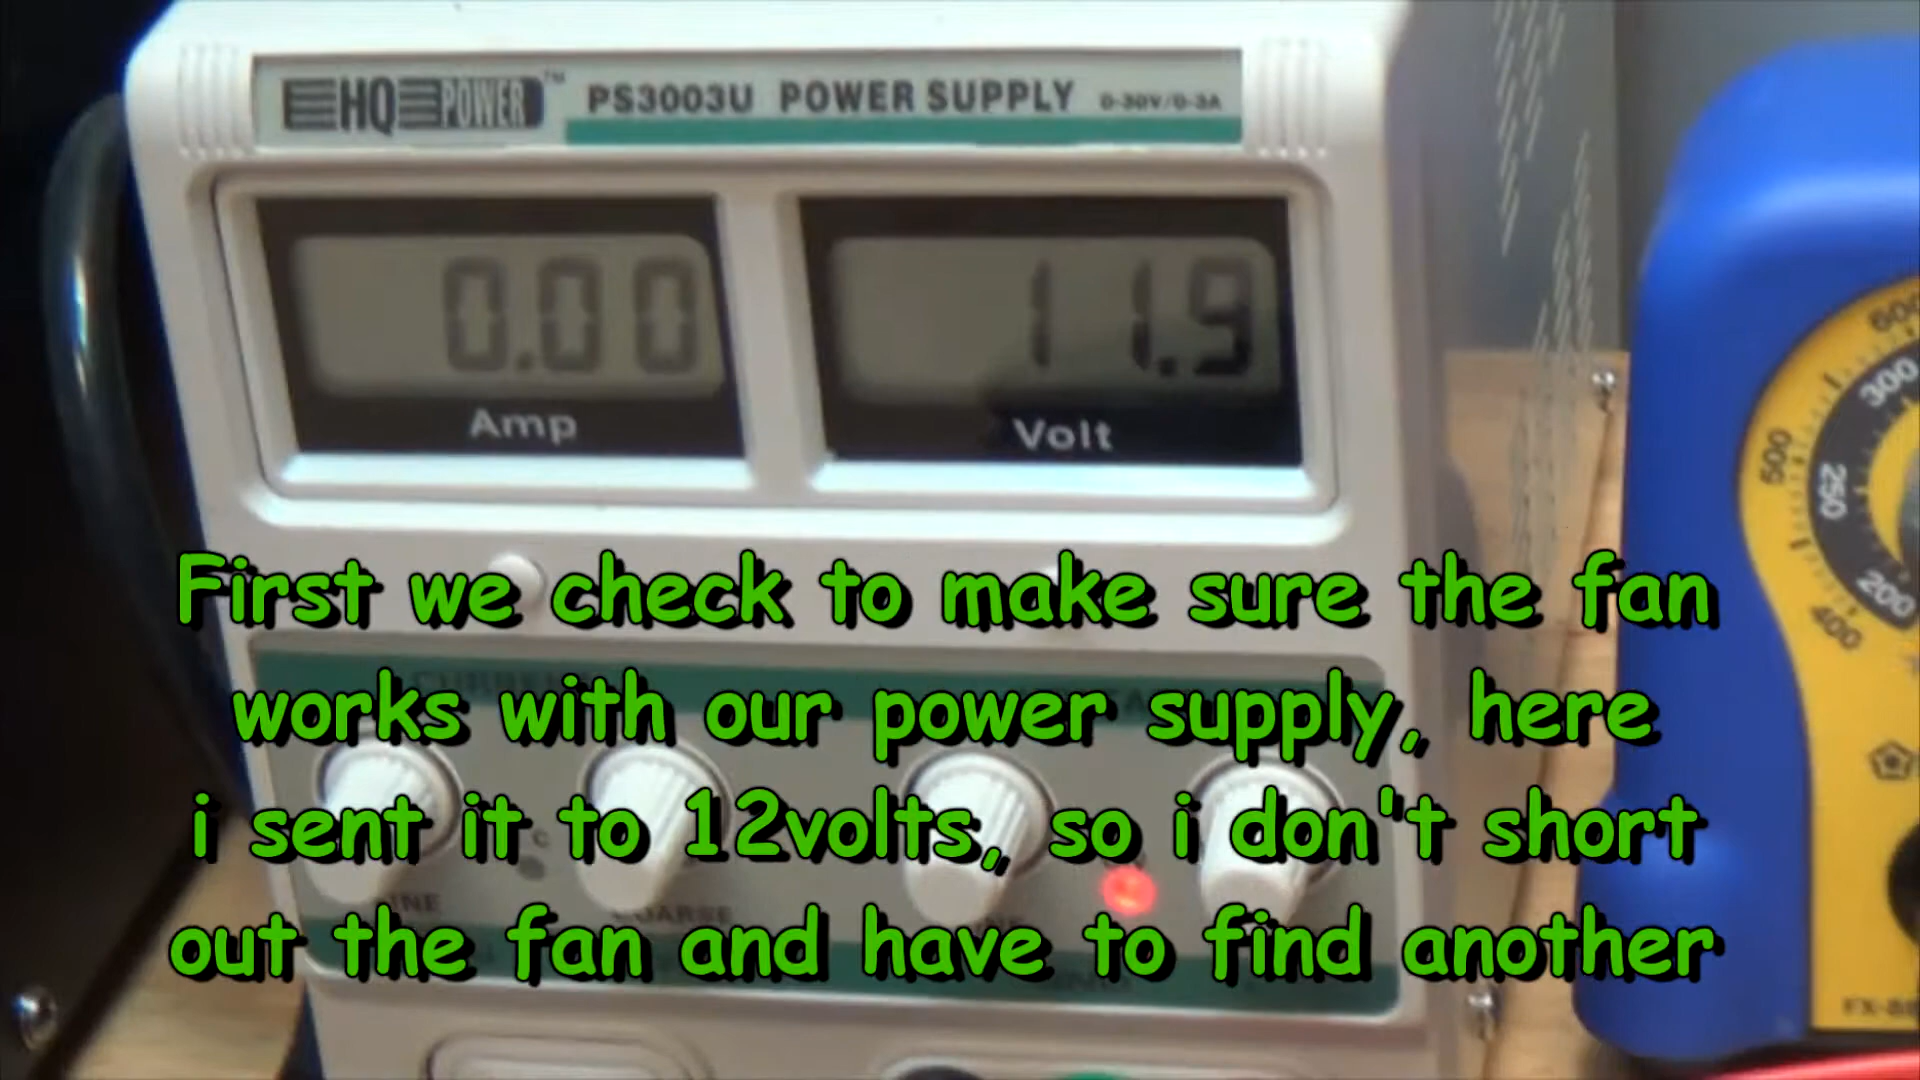 HQ POWER™ PS3003U POWER SUPPLY 0-30V/0-3A
0.00 11.9
Amp Volt
600
300
500
250
200
400
First we check to make sure the fan
works with our power supply, here
i sent it to 12volts, so i don't short
out the fan and have to find another